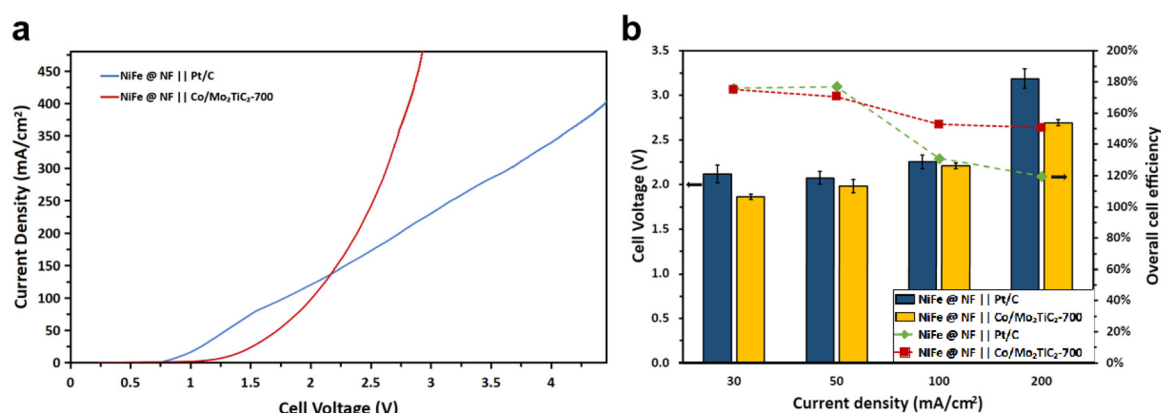 a
Current Density (mA/cm²)
450
400
350
300
250
200
150
100
50
0
NiFe @ NF || Pt/C
NiFe @ NF || Co/Mo₂TiC₂-700
0 0.5 1 1.5 2 2.5 3 3.5 4
Cell Voltage (V)
b
Cell Voltage (V)
3.5
3.0
2.5
2.0
1.5
1.0
0.5
0.0
NiFe @ NF || Pt/C
NiFe @ NF || Co/Mo₂TiC₂-700
NiFe @ NF || Pt/C
NiFe @ NF || Co/Mo₂TiC₂-700
200%
180%
160%
140%
120%
100%
80%
60%
40%
20%
0%
Overall cell efficiency
30 50 100 200
Current density (mA/cm²)